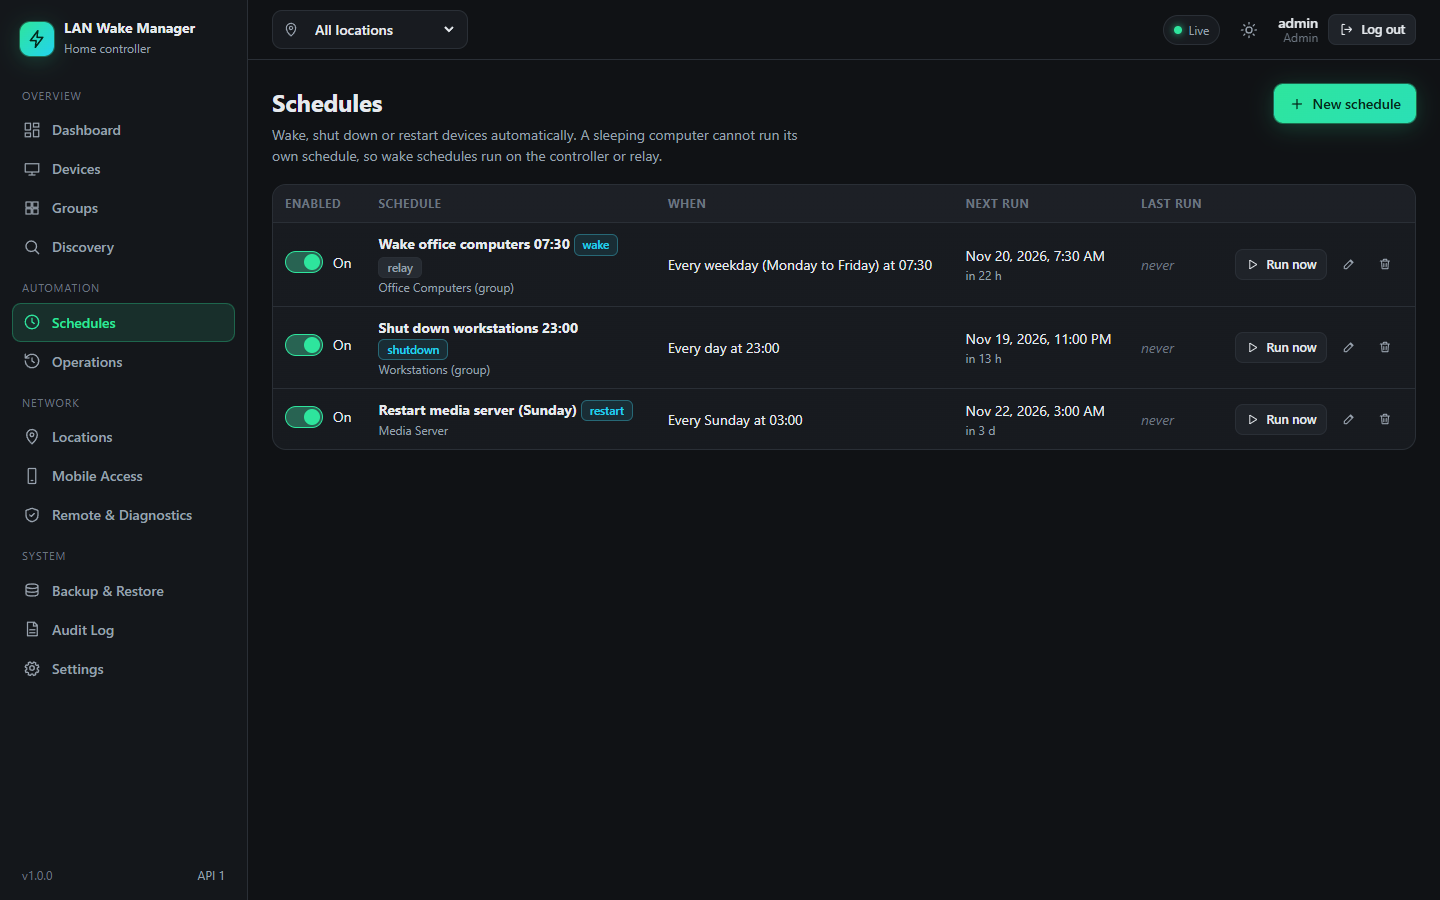 LAN Wake Manager
Home controller
OVERVIEW
Dashboard
Devices
Groups
Discovery
AUTOMATION
Schedules
Operations
NETWORK
Locations
Mobile Access
Remote & Diagnostics
SYSTEM
Backup & Restore
Audit Log
Settings
v1.0.0 API 1
All locations
Live
admin
Admin
Log out
Schedules
New schedule
Wake, shut down or restart devices automatically. A sleeping computer cannot run its
own schedule, so wake schedules run on the controller or relay.
ENABLED SCHEDULE WHEN NEXT RUN LAST RUN
On
Wake office computers 07:30 wake
relay
Office Computers (group)
Every weekday (Monday to Friday) at 07:30
Nov 20, 2026, 7:30 AM
in 22 h
never
Run now
On
Shut down workstations 23:00
shutdown
Workstations (group)
Every day at 23:00
Nov 19, 2026, 11:00 PM
in 13 h
never
Run now
On
Restart media server (Sunday) restart
Media Server
Every Sunday at 03:00
Nov 22, 2026, 3:00 AM
in 3 d
never
Run now